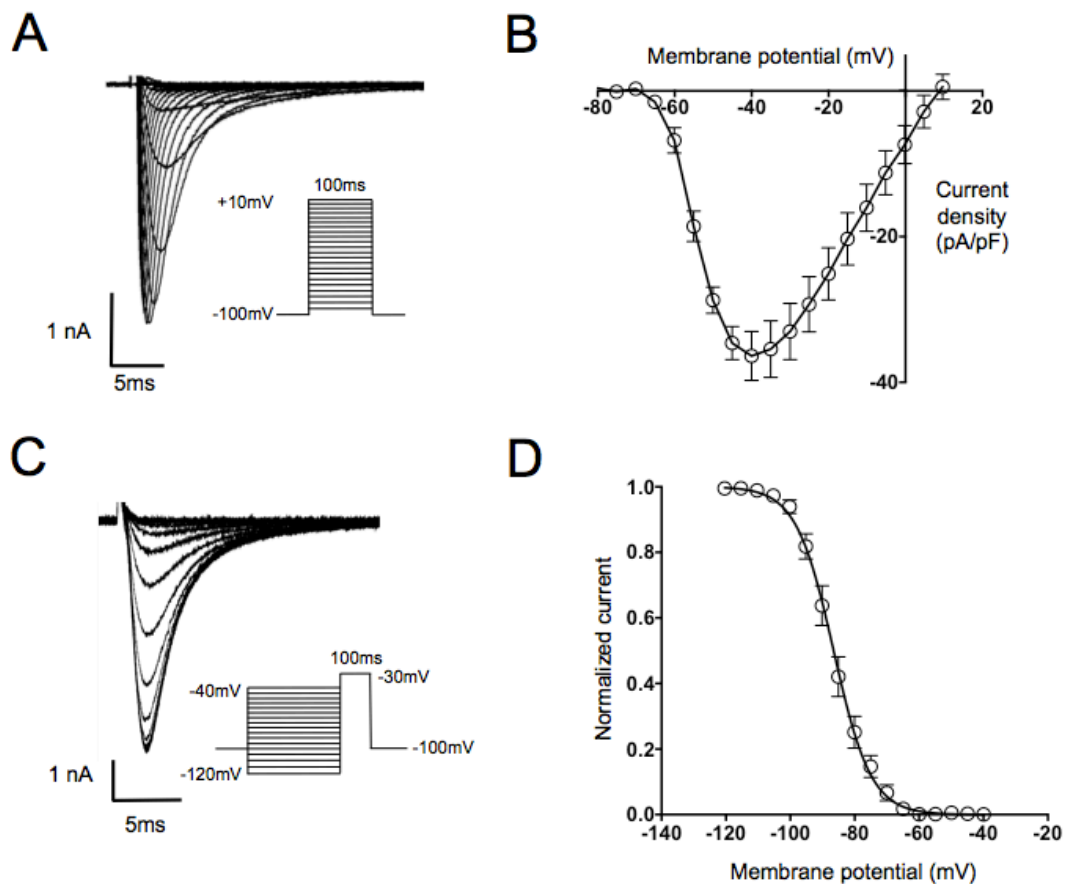 A
100ms
+10mV
-100mV
1 nA
5ms
B
Membrane potential (mV)
-80 -60 -40 -20 20
Current
density
(pA/pF)
-20
-40
C
100ms
-40mV
-30mV
-100mV
-120mV
1 nA
5ms
D
Normalized current
1.0
0.8
0.6
0.4
0.2
0.0
-140 -120 -100 -80 -60 -40 -20
Membrane potential (mV)